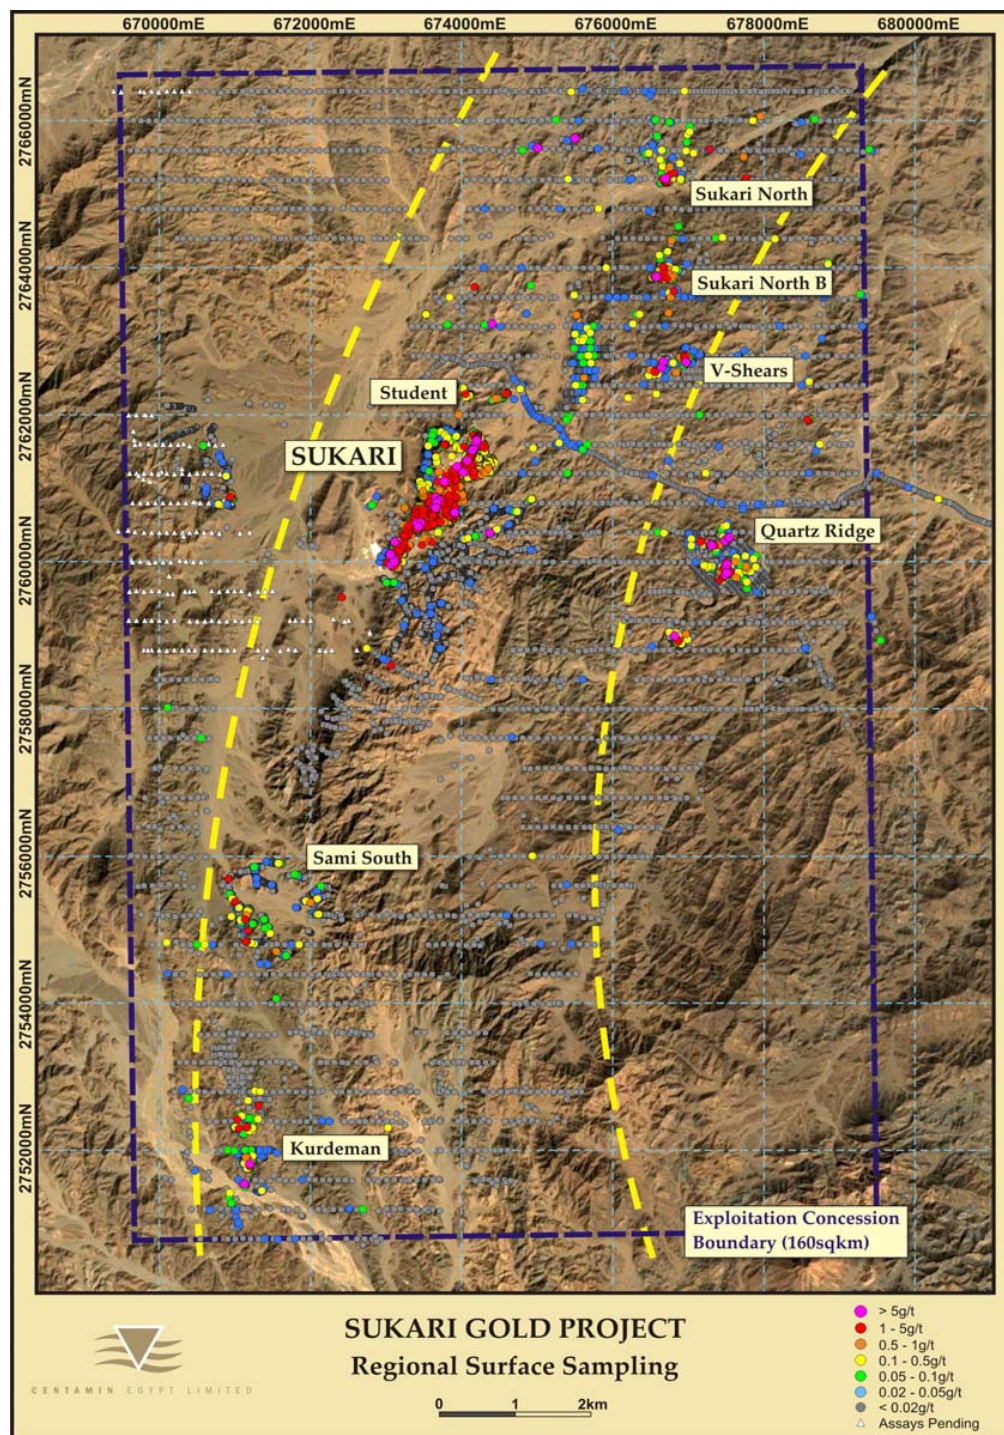 670000mE
672000mE
674000mE
676000mE
678000mE
680000mE
2766000mN
2764000mN
2762000mN
2760000mN
2758000mN
2756000mN
2754000mN
2752000mN
Sukari North
Sukari North B
V-Shears
Student
SUKARI
Quartz Ridge
Sami South
Kurdeman
Exploitation Concession
Boundary (160sqkm)
CENTAMIN EGYPT LIMITED
SUKARI GOLD PROJECT
Regional Surface Sampling
0 1 2km
> 5g/t
1 - 5g/t
0.5 - 1g/t
0.1 - 0.5g/t
0.05 - 0.1g/t
0.02 - 0.05g/t
< 0.02g/t
Assays Pending